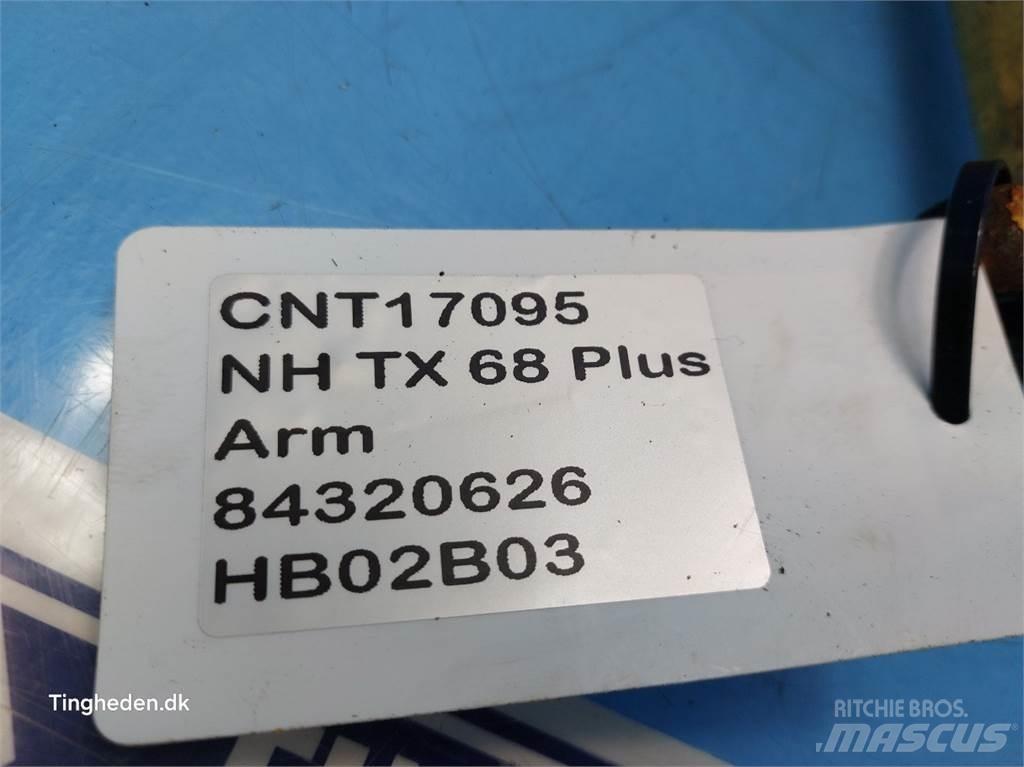 CNT17095
NH TX 68 Plus
Arm
84320626
HB02B03
Tingheden.dk
RITCHIE BROS.
MASCUS